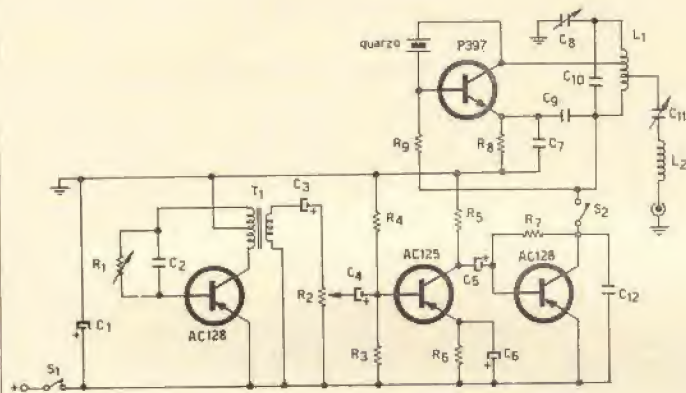 quarzo
P397
C8
L1
C10
C9
C11
R9
R8
C7
L2
T1
C3
R4
R5
S2
R1
C2
R7
C4
AC125
C5
AC128
R2
C1
AC128
C12
R3
R6
C6
S1
+